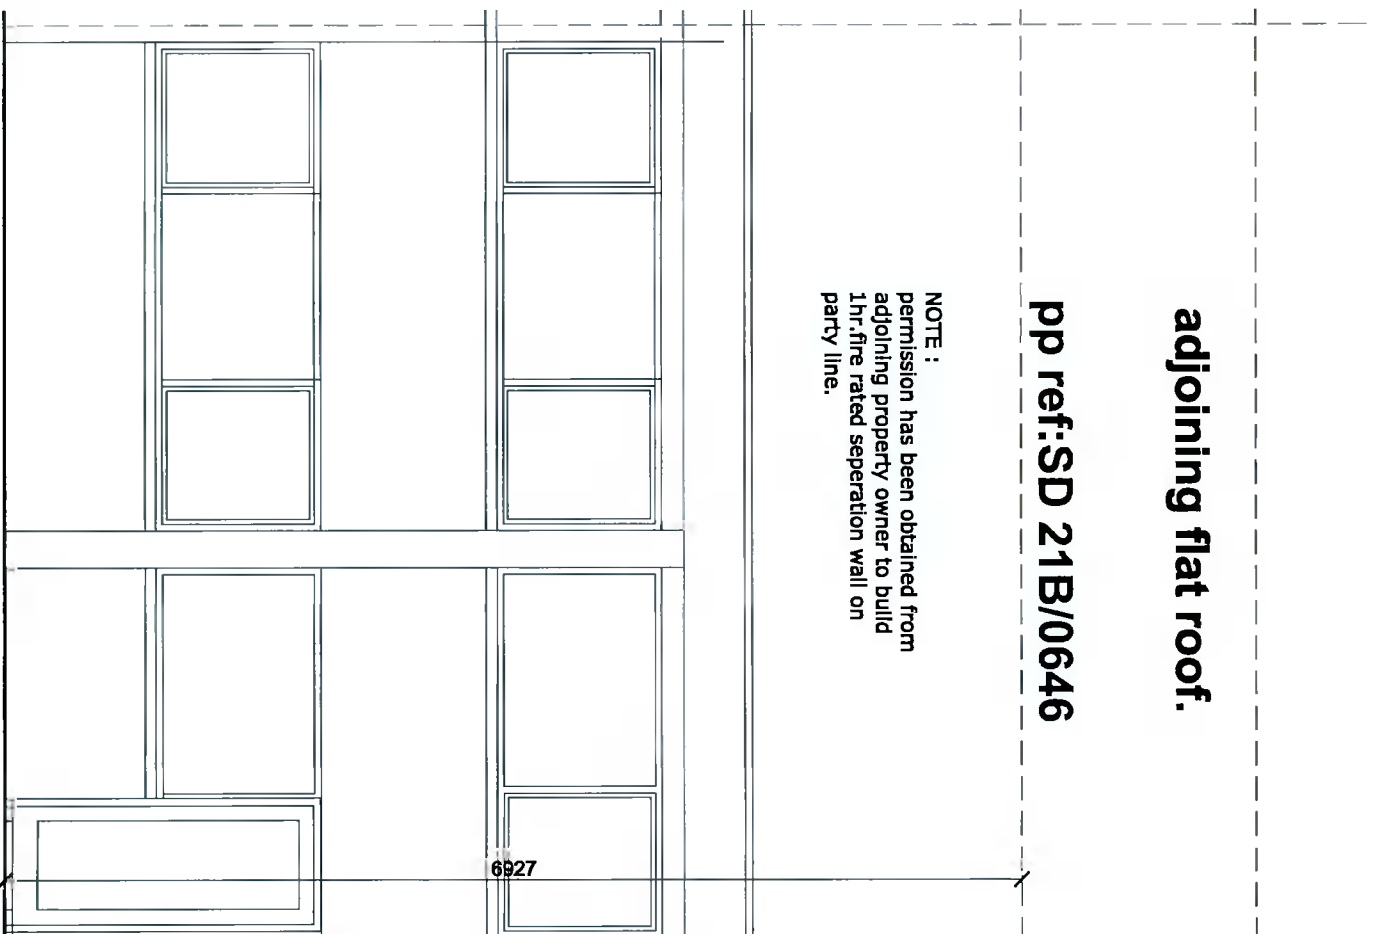 adjoining flat roof.
pp ref:SD 21B/0646
NOTE :
permission has been obtained from
adjoining property owner to build
1hr.fire rated seperation wall on
party line.
6927